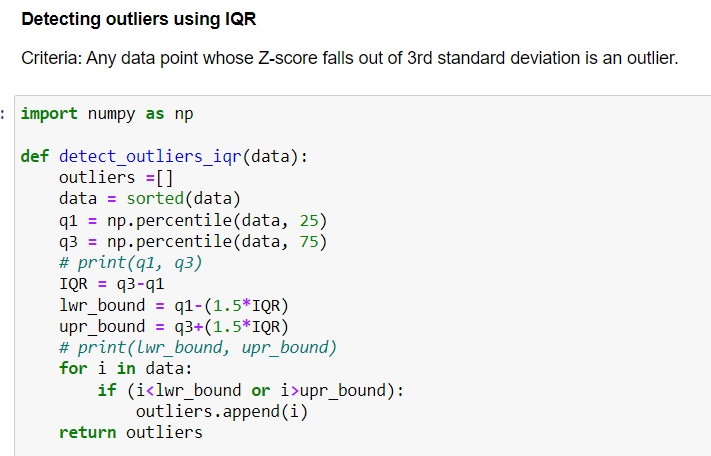 Detecting outliers using IQR
Criteria: Any data point whose Z-score falls out of 3rd standard deviation is an outlier.
: import numpy as np
def detect_outliers_iqr(data):
    outliers =[]
    data = sorted(data)
    q1 = np.percentile(data, 25)
    q3 = np.percentile(data, 75)
    # print(q1, q3)
    IQR = q3-q1
    lwr_bound = q1-(1.5*IQR)
    upr_bound = q3+(1.5*IQR)
    # print(lwr_bound, upr_bound)
    for i in data:
        if (i<lwr_bound or i>upr_bound):
            outliers.append(i)
    return outliers